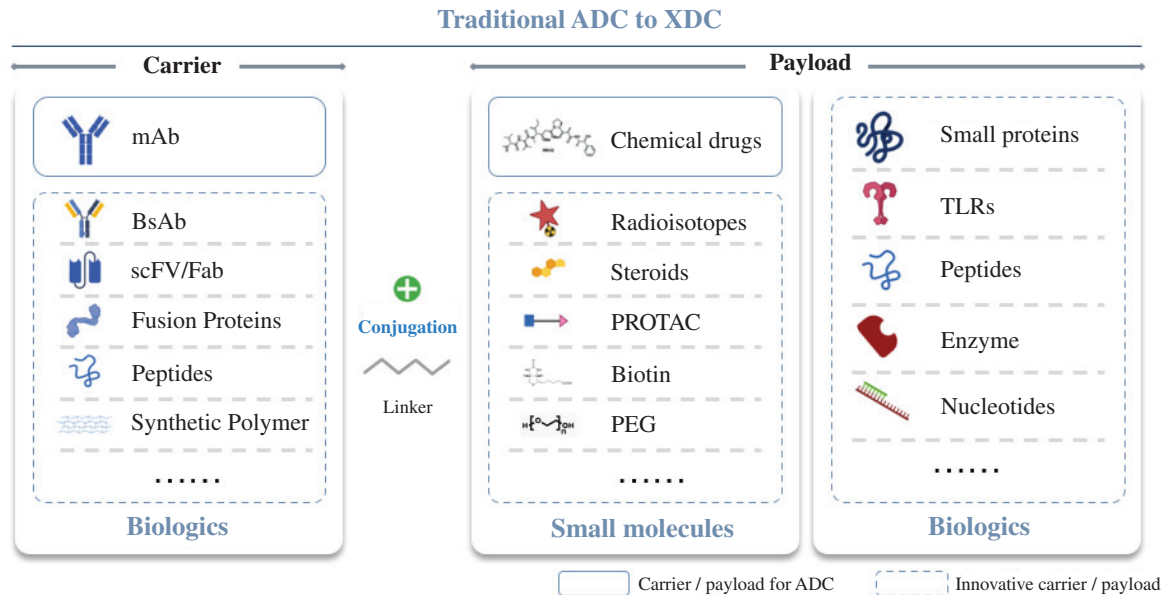 Traditional ADC to XDC
Carrier
Payload
mAb
BsAb
scFV/Fab
Fusion Proteins
Peptides
Synthetic Polymer
......
Biologics
Conjugation
Linker
Chemical drugs
Radioisotopes
Steroids
PROTAC
Biotin
H[O]nOH
PEG
......
Small molecules
Small proteins
TLRs
Peptides
Enzyme
Nucleotides
......
Biologics
Carrier / payload for ADC
Innovative carrier / payload